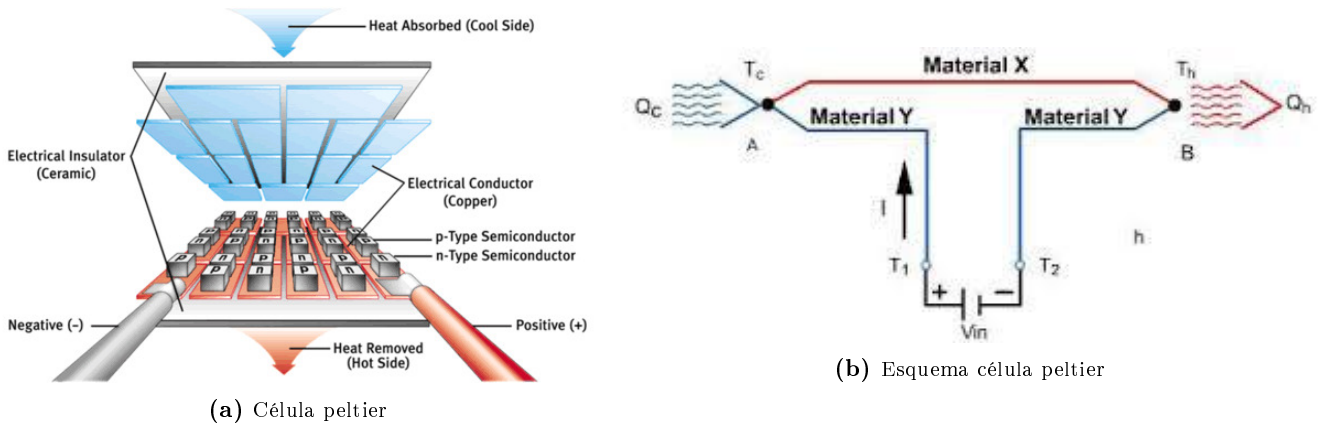 Heat Absorbed (Cool Side)
Electrical Insulator
(Ceramic)
Electrical Conductor
(Copper)
p-Type Semiconductor
n-Type Semiconductor
n p n p n
p n p n
p n p n p n
Negative (-)
Positive (+)
Heat Removed
(Hot Side)
(a) Célula peltier
Tc
Material X
Th
Qc
Material Y
Material Y
Qh
A
B
I
h
T1
T2
+
−
Vin
(b) Esquema célula peltier